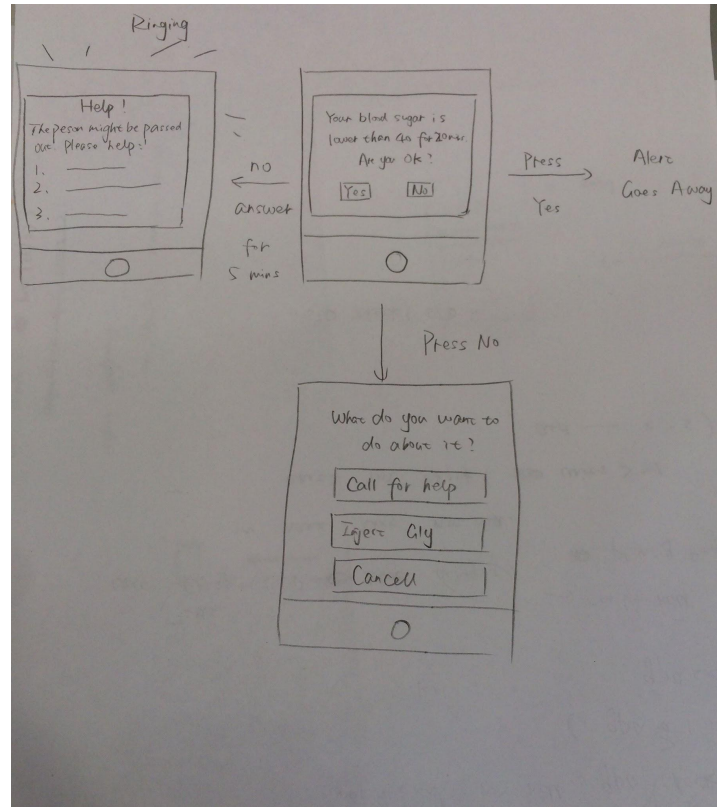 Ringing
Help!
The peson might be passed
out Please help:
1.
2.
3.
no
answer
for
5 mins
Your blood sugar is
lower then 40 for 20 mins.
Are you Ok?
Yes No
Press
Yes
Alert
Goes Away
Press No
What do you want to
do about it?
Call for help
Inject Gly
Cancell